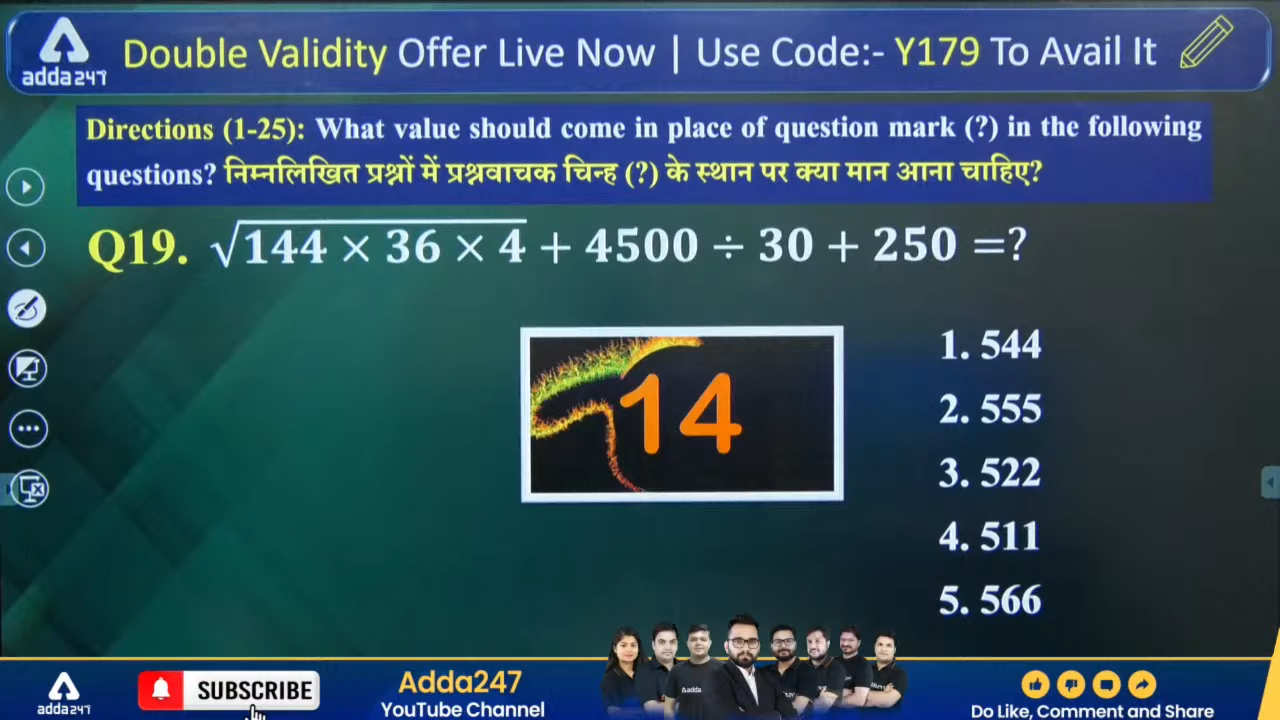 adda247
Double Validity Offer Live Now | Use Code:- Y179 To Avail It
Directions (1-25): What value should come in place of question mark (?) in the following
questions? निम्नलिखित प्रश्नों में प्रश्नवाचक चिन्ह (?) के स्थान पर क्या मान आना चाहिए?
Q19. √144 × 36 × 4 + 4500 ÷ 30 + 250 =?
14
1. 544
2. 555
3. 522
4. 511
5. 566
adda247
SUBSCRIBE
Adda247
YouTube Channel
Do Like, Comment and Share